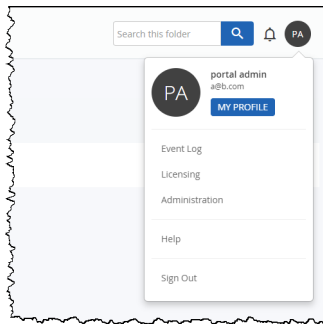 Search this folder
PA
PA
portal admin
a@b.com
MY PROFILE
Event Log
Licensing
Administration
Help
Sign Out